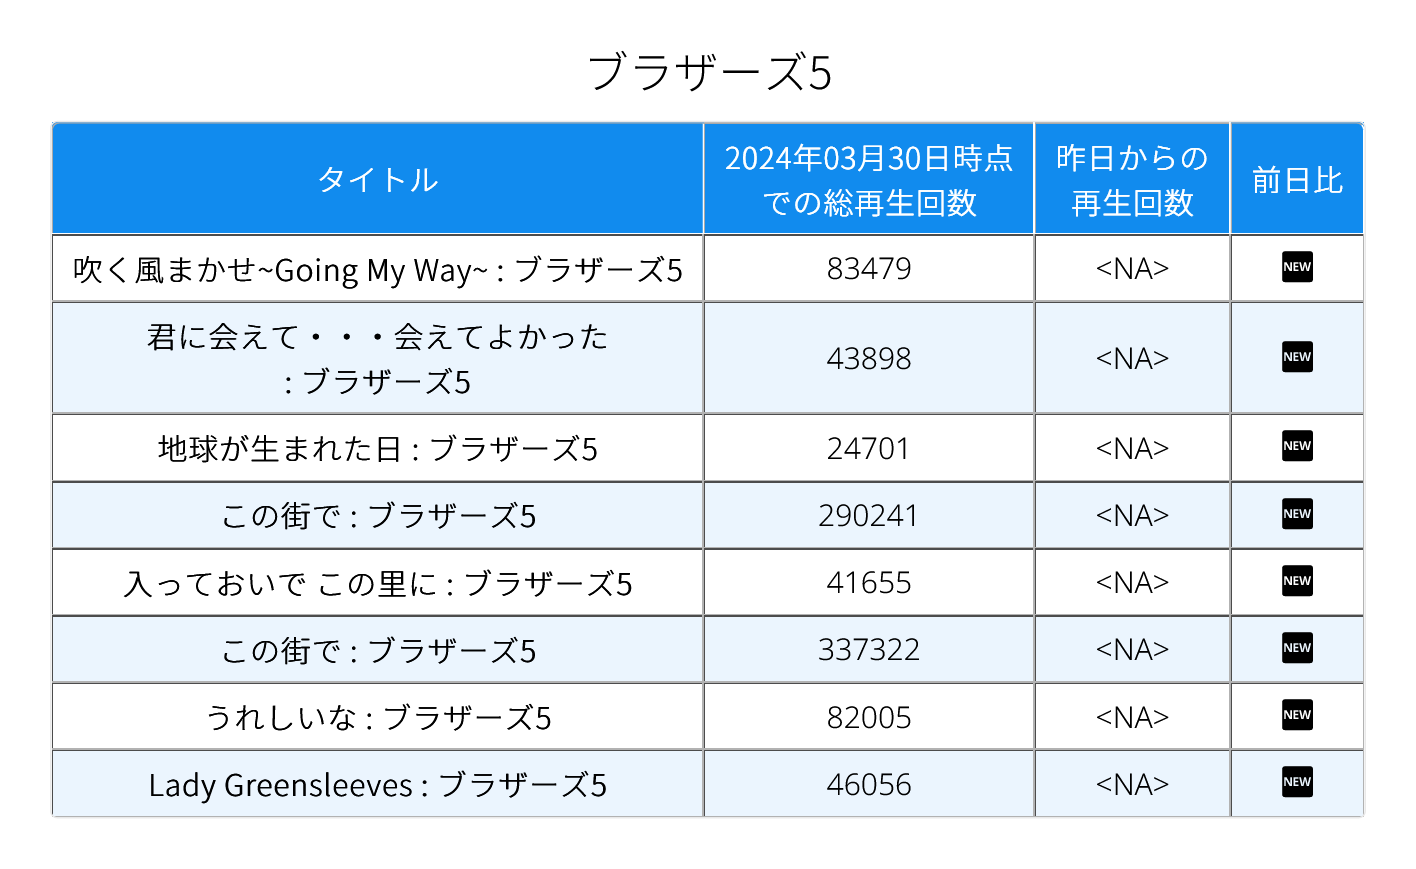 ブラザーズ5
タイトル
2024年03月30日時点
での総再生回数
昨日からの
再生回数
前日比
吹く風まかせ~Going My Way~ : ブラザーズ5
83479
<NA>
NEW
君に会えて・・・会えてよかった
: ブラザーズ5
43898
<NA>
NEW
地球が生まれた日 : ブラザーズ5
24701
<NA>
NEW
この街で : ブラザーズ5
290241
<NA>
NEW
入っておいで この里に : ブラザーズ5
41655
<NA>
NEW
この街で : ブラザーズ5
337322
<NA>
NEW
うれしいな : ブラザーズ5
82005
<NA>
NEW
Lady Greensleeves : ブラザーズ5
46056
<NA>
NEW